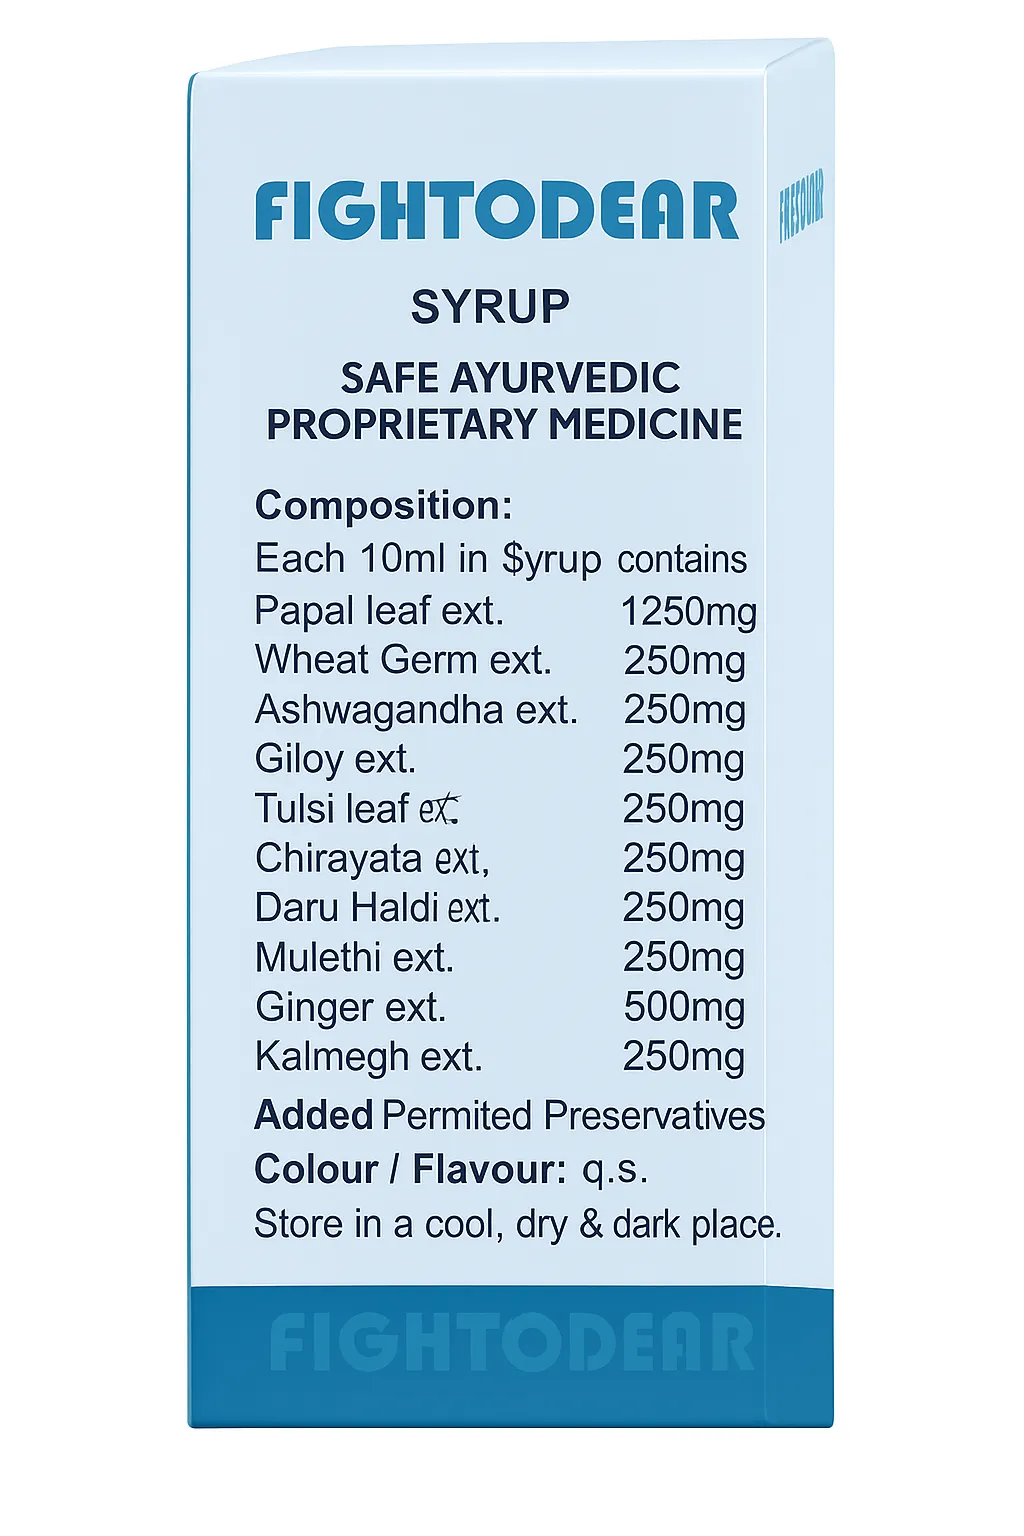 FIGHTODEAR
SYRUP
SAFE AYURVEDIC
PROPRIETARY MEDICINE
Composition:
Each 10ml in $yrup contains
Papal leaf ext. 1250mg
Wheat Germ ext. 250mg
Ashwagandha ext. 250mg
Giloy ext. 250mg
Tulsi leaf ext. 250mg
Chirayata ext, 250mg
Daru Haldi ext. 250mg
Mulethi ext. 250mg
Ginger ext. 500mg
Kalmegh ext. 250mg
Added Permited Preservatives
Colour / Flavour: q.s.
Store in a cool, dry & dark place.
FIGHTODEAR